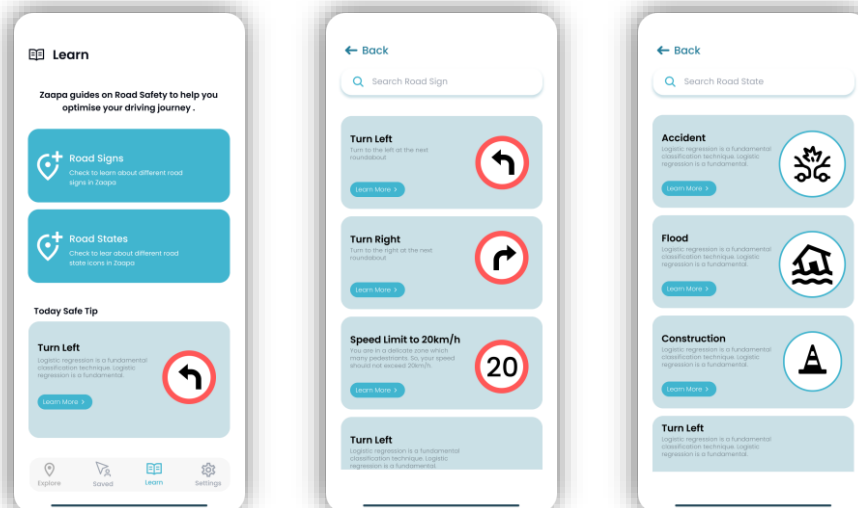 Learn
Zaapa guides on Road Safety to help you
optimise your driving journey .
Road Signs
Check to learn about different road
signs in Zaapa
Road States
Check to lear about different road
state icons in Zaapa
Today Safe Tip
Turn Left
Logistic regression is a fundamental
classification technique. Logistic
regression is a fundamental.
Learn More >
Explore
Saved
Learn
Settings
← Back
Search Road Sign
Turn Left
Turn to the left at the next
roundabout
Learn More >
Turn Right
Turn to the right at the next
roundabout
Learn More >
Speed Limit to 20km/h
You are in a delicate zone which
many pedestrians. So, your speed
should not exceed 20km/h.
Learn More >
20
Turn Left
Logistic regression is a fundamental
classification technique. Logistic
regression is a fundamental.
← Back
Search Road State
Accident
Logistic regression is a fundamental
classification technique. Logistic
regression is a fundamental.
Learn More >
Flood
Logistic regression is a fundamental
classification technique. Logistic
regression is a fundamental.
Learn More >
Construction
Logistic regression is a fundamental
classification technique. Logistic
regression is a fundamental.
Learn More >
Turn Left
Logistic regression is a fundamental
classification technique. Logistic
regression is a fundamental.